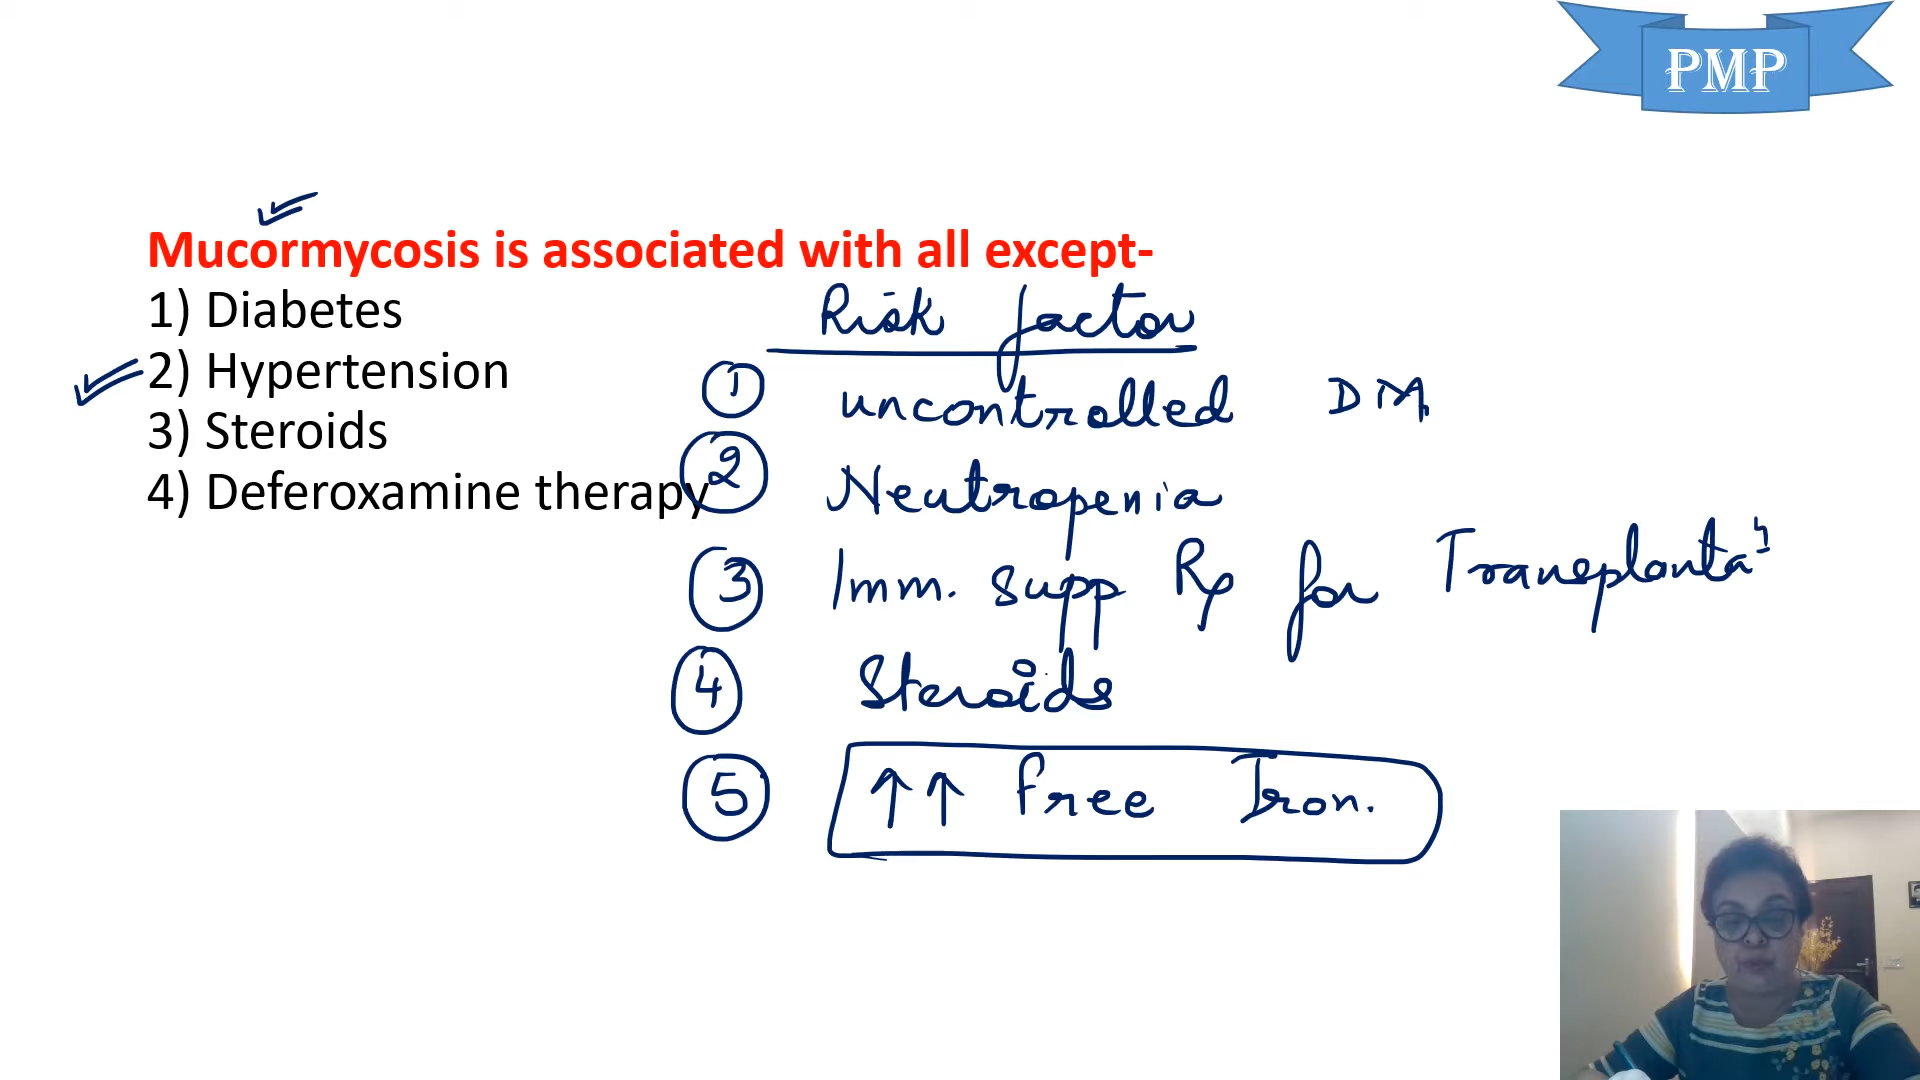 PMP
Mucormycosis is associated with all except-
1) Diabetes
2) Hypertension
3) Steroids
4) Deferoxamine therapy
Risk factor
1 uncontrolled DM
2 Neutropenia
3 Imm. supp Rx for Transplantaⁿ
4 Steroids
5 ↑↑ free Iron.